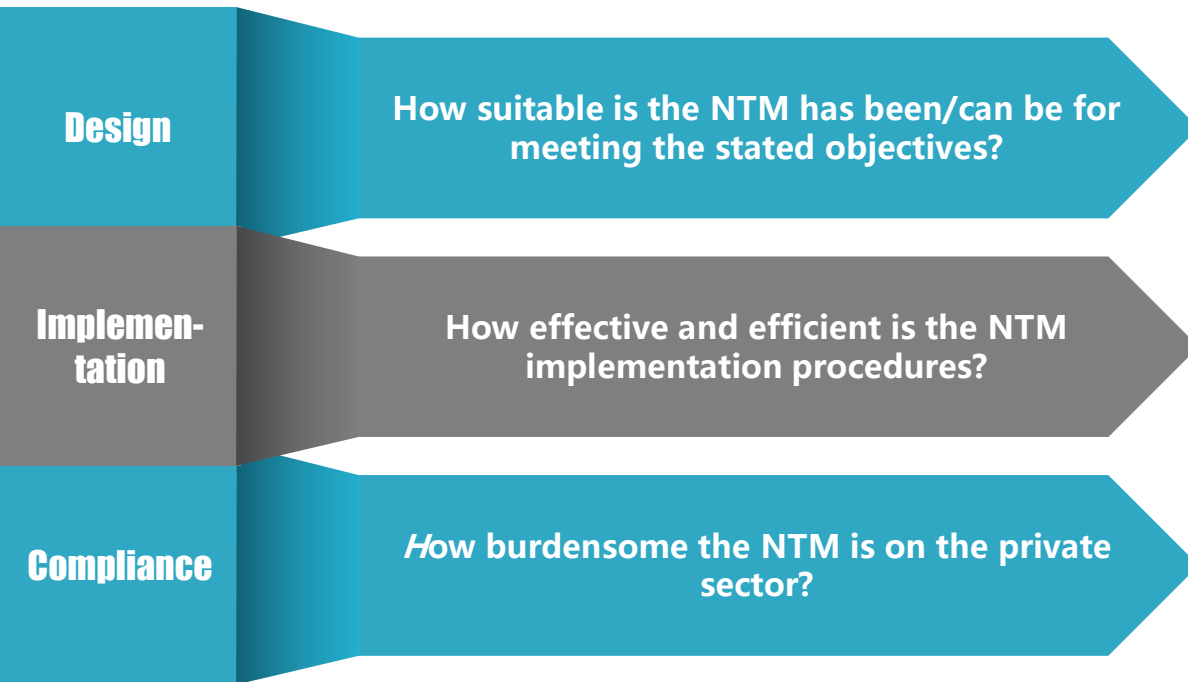 Design
How suitable is the NTM has been/can be for
meeting the stated objectives?
Implemen-
tation
How effective and efficient is the NTM
implementation procedures?
Compliance
How burdensome the NTM is on the private
sector?